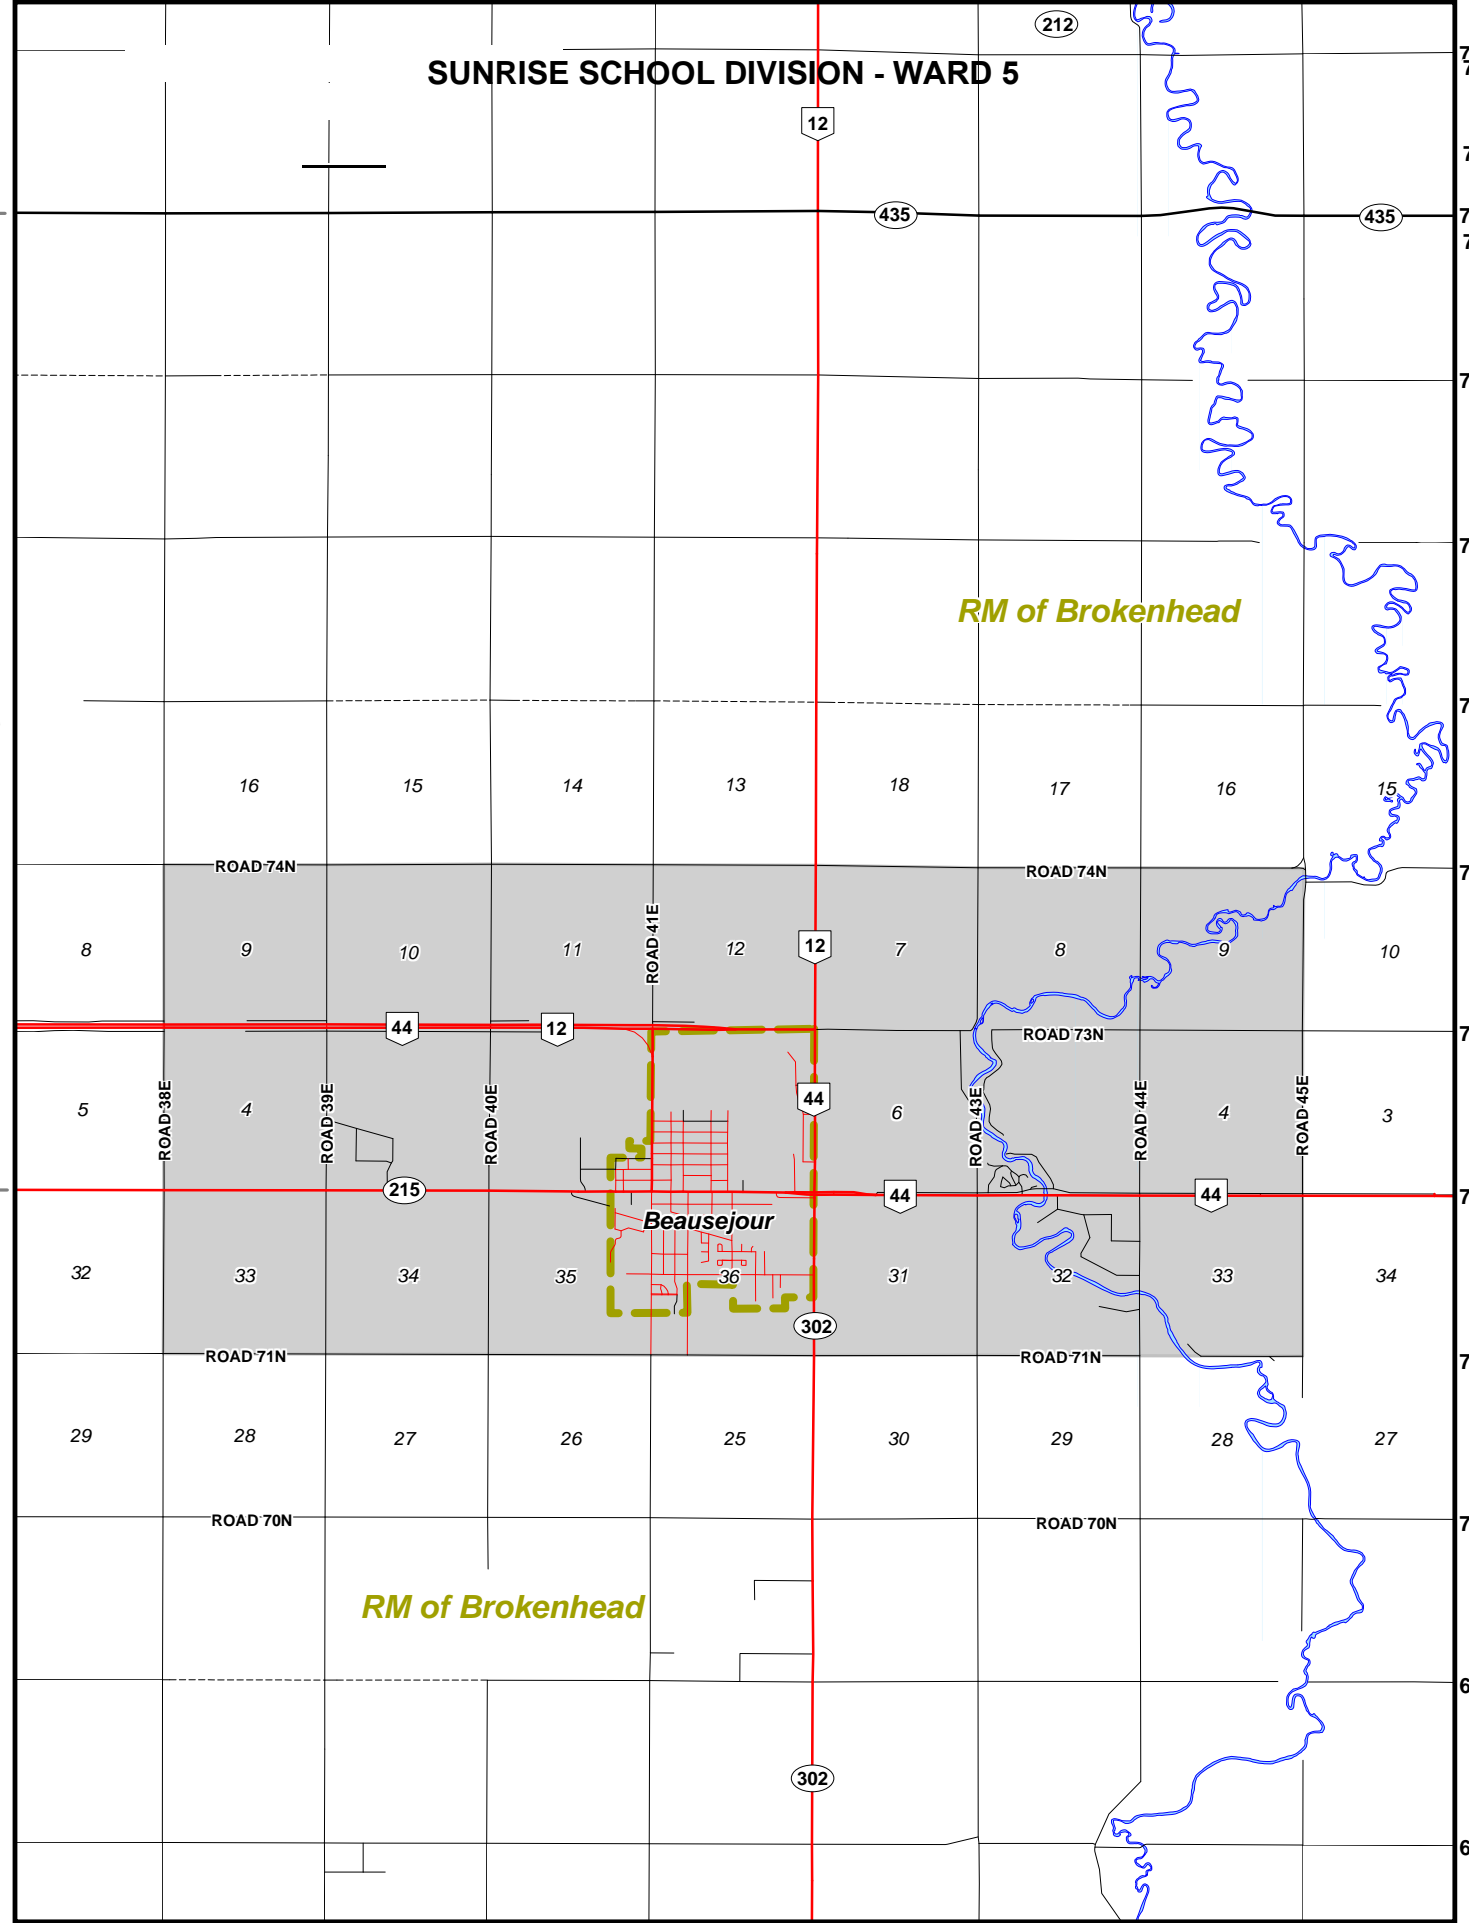 212
SUNRISE SCHOOL DIVISION - WARD 5
12
435
435
RM of Brokenhead
16 15 14 13 18 17 16 15
ROAD 74N ROAD 74N
ROAD 41E
8 9 10 11 12 12 7 8 9 10
44 12 ROAD 73N
ROAD 38E ROAD 39E ROAD 40E 44 ROAD 43E ROAD 44E ROAD 45E
5 4 6 4 3
215 44 44
Beausejour
32 33 34 35 36 31 32 33 34
302
ROAD 71N ROAD 71N
29 28 27 26 25 30 29 28 27
ROAD 70N ROAD 70N
RM of Brokenhead
302